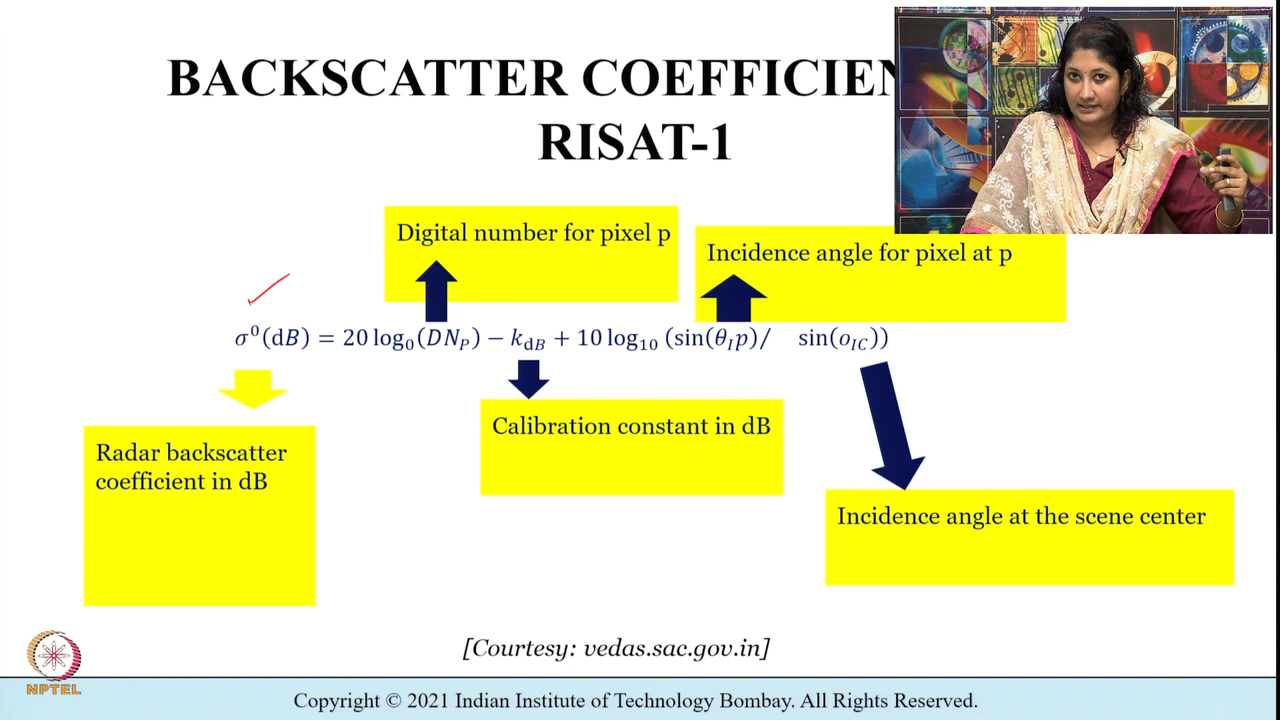 BACKSCATTER COEFFICIEN
RISAT-1
Digital number for pixel p
Incidence angle for pixel at p
σ⁰(dB) = 20 log₀(DN_P) − k_dB + 10 log₁₀ (sin(θ_I p)/ sin(o_IC))
Calibration constant in dB
Radar backscatter
coefficient in dB
Incidence angle at the scene center
[Courtesy: vedas.sac.gov.in]
NPTEL
Copyright © 2021 Indian Institute of Technology Bombay. All Rights Reserved.